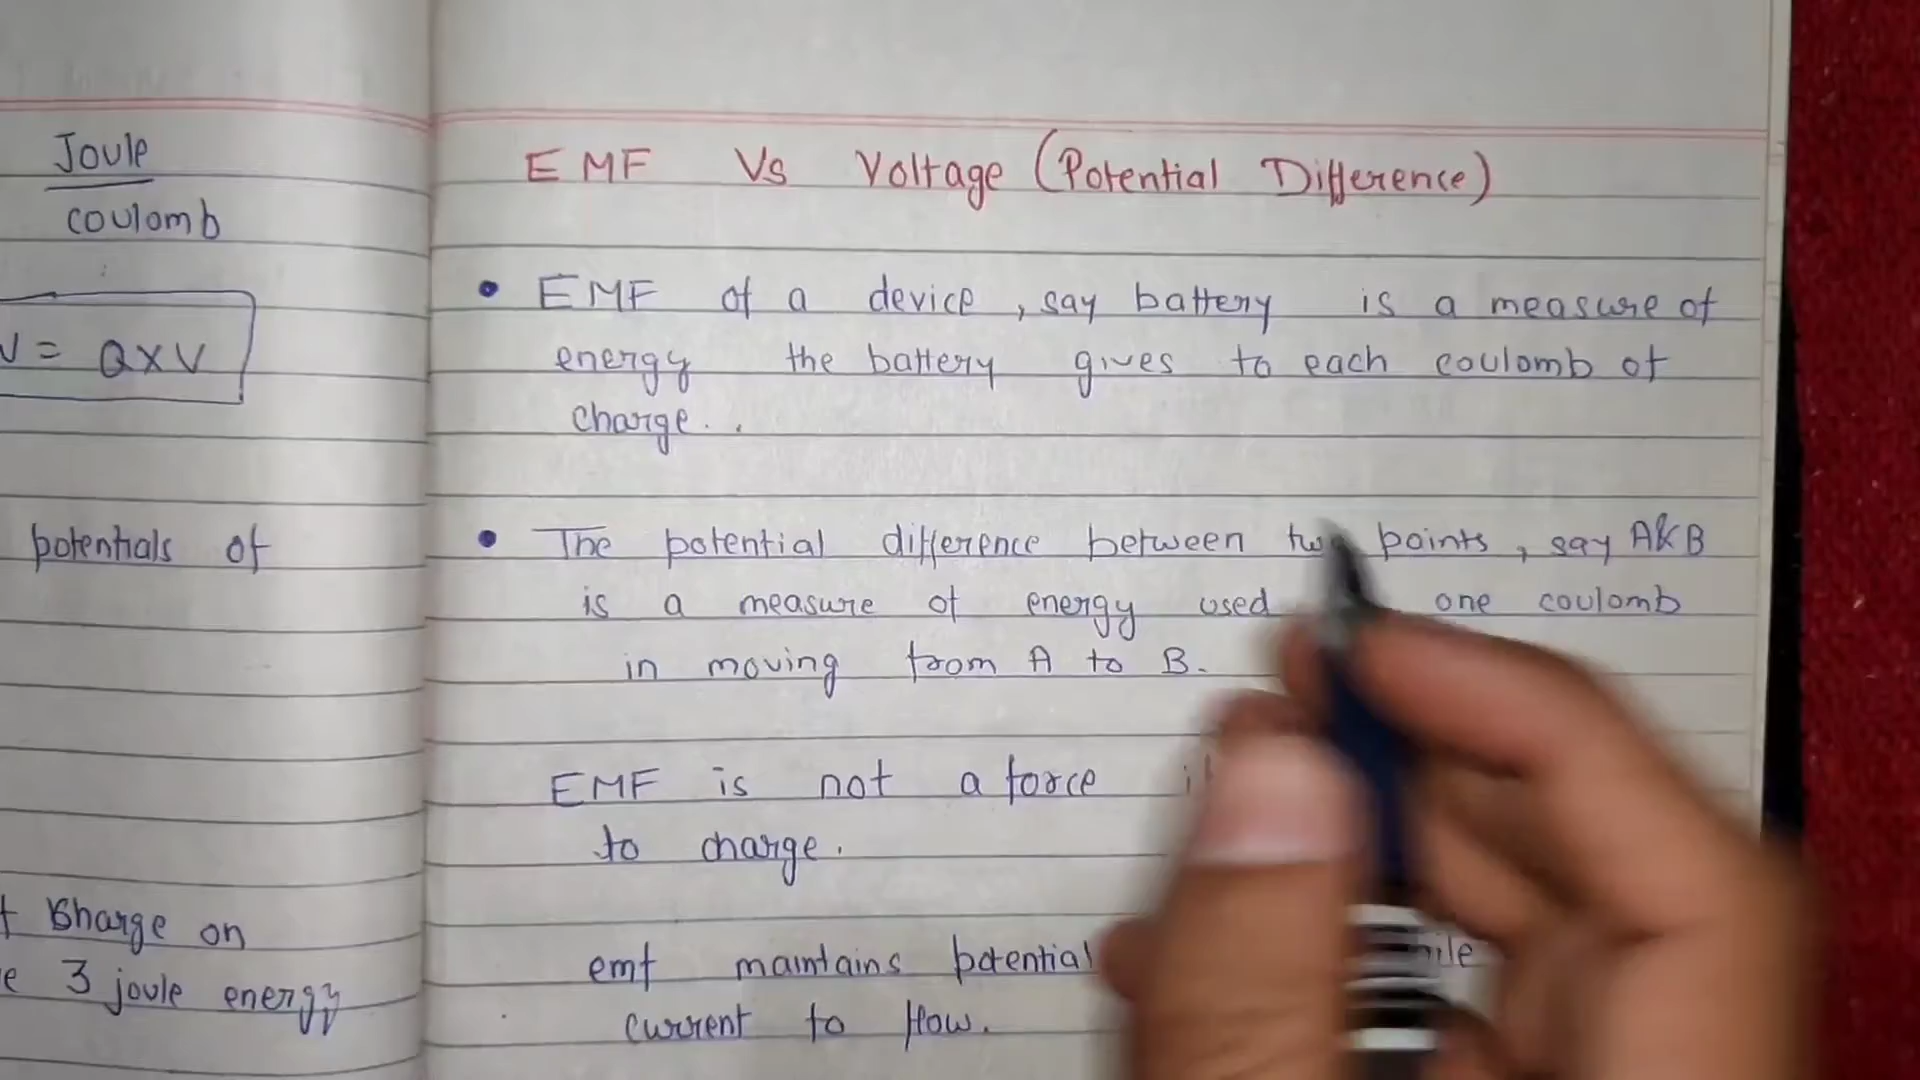 Joule
coulomb
= Q x V
potentials of
charge on
3 joule energy
EMF Vs Voltage (Potential Difference)
• EMF of a device, say battery is a measure of
energy the battery gives to each coulomb of
charge. .
• The potential difference between two points, say A & B
is a measure of energy used one coulomb
in moving from A to B.
EMF is not a force
to charge.
emf maintains potential
current to flow.